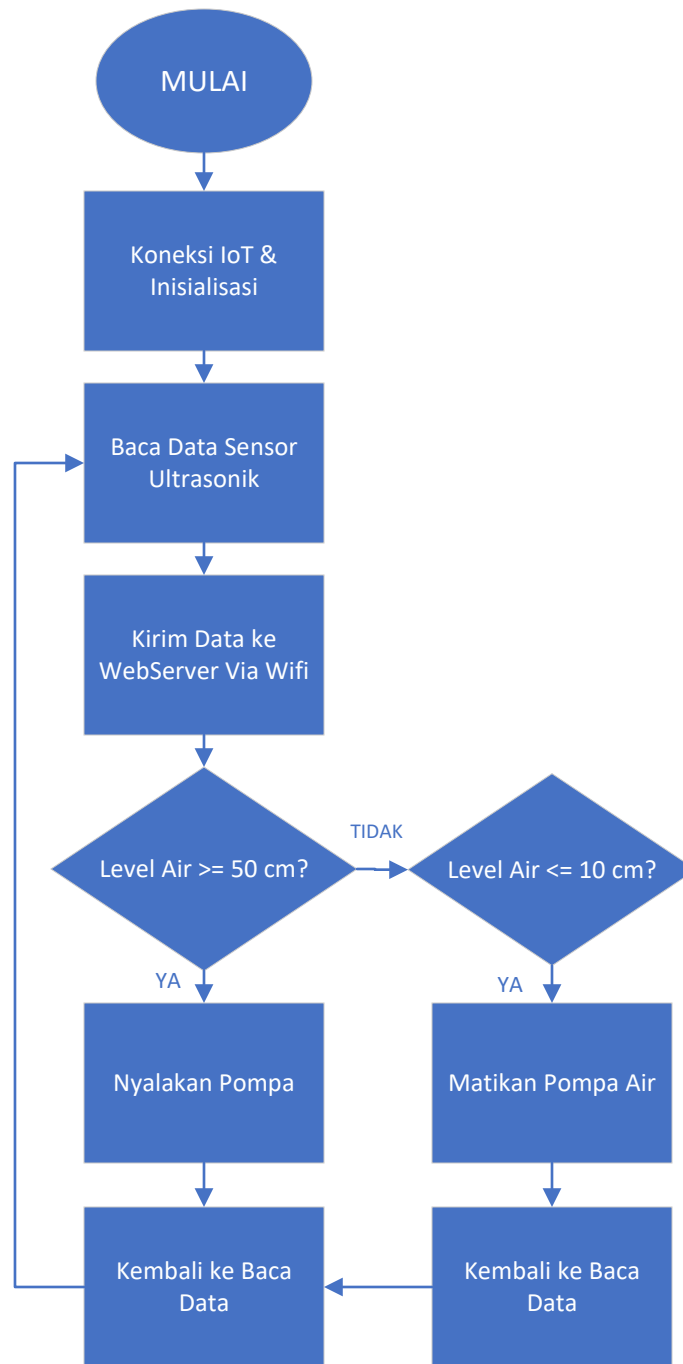 MULAI
Koneksi IoT &
Inisialisasi
Baca Data Sensor
Ultrasonik
Kirim Data ke
WebServer Via Wifi
Level Air >= 50 cm?
TIDAK
Level Air <= 10 cm?
YA
YA
Nyalakan Pompa
Matikan Pompa Air
Kembali ke Baca
Data
Kembali ke Baca
Data